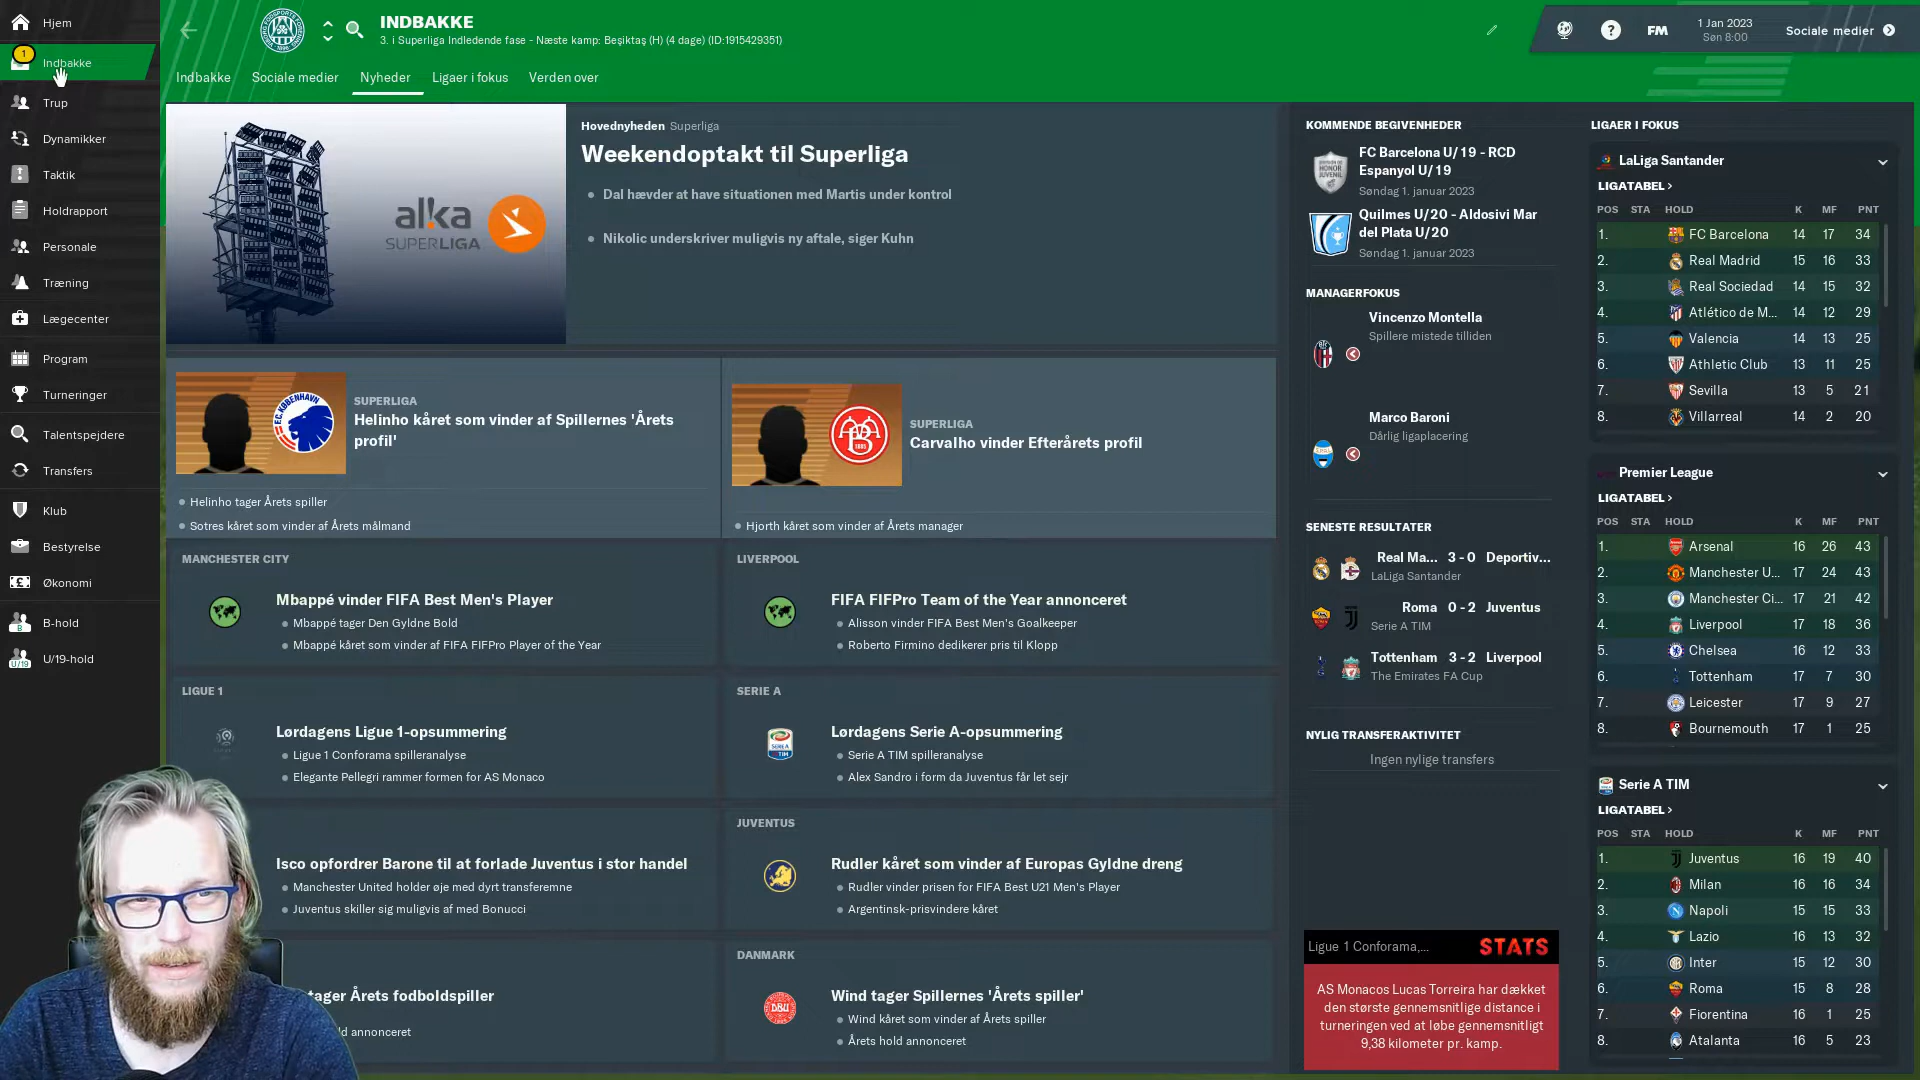 Hjem
1
Indbakke
Trup
Dynamikker
Taktik
Holdrapport
Personale
Træning
Lægecenter
Program
Turneringer
Talentspejdere
Transfers
Klub
Bestyrelse
Økonomi
B-hold
U/19-hold
INDBAKKE
3. i Superliga Indledende fase - Næste kamp: Beşiktaş (H) (4 dage) (ID:1915429351)
FM
1 Jan 2023
Søn 8:00
Sociale medier
Indbakke Sociale medier Nyheder Ligaer i fokus Verden over
alka
SUPERLIGA
Hovednyheden Superliga
Weekendoptakt til Superliga
Dal hævder at have situationen med Martis under kontrol
Nikolic underskriver muligvis ny aftale, siger Kuhn
SUPERLIGA
Helinho kåret som vinder af Spillernes 'Årets
profil'
Helinho tager Årets spiller
Sotres kåret som vinder af Årets målmand
SUPERLIGA
Carvalho vinder Efterårets profil
Hjorth kåret som vinder af Årets manager
MANCHESTER CITY
Mbappé vinder FIFA Best Men's Player
Mbappé tager Den Gyldne Bold
Mbappé kåret som vinder af FIFA FIFPro Player of the Year
LIVERPOOL
FIFA FIFPro Team of the Year annonceret
Alisson vinder FIFA Best Men's Goalkeeper
Roberto Firmino dedikerer pris til Klopp
LIGUE 1
Lørdagens Ligue 1-opsummering
Ligue 1 Conforama spilleranalyse
Elegante Pellegri rammer formen for AS Monaco
SERIE A
Lørdagens Serie A-opsummering
Serie A TIM spilleranalyse
Alex Sandro i form da Juventus får let sejr
Isco opfordrer Barone til at forlade Juventus i stor handel
Manchester United holder øje med dyrt transferemne
Juventus skiller sig muligvis af med Bonucci
JUVENTUS
Rudler kåret som vinder af Europas Gyldne dreng
Rudler vinder prisen for FIFA Best U21 Men's Player
Argentinsk-prisvindere kåret
tager Årets fodboldspiller
annonceret
DANMARK
Wind tager Spillernes 'Årets spiller'
Wind kåret som vinder af Årets spiller
Årets hold annonceret
KOMMENDE BEGIVENHEDER
FC Barcelona U/19 - RCD
Espanyol U/19
Søndag 1. januar 2023
Quilmes U/20 - Aldosivi Mar
del Plata U/20
Søndag 1. januar 2023
MANAGERFOKUS
Vincenzo Montella
Spillere mistede tilliden
Marco Baroni
Dårlig ligaplacering
SENESTE RESULTATER
Real Ma... 3 - 0 Deportiv...
LaLiga Santander
Roma 0 - 2 Juventus
Serie A TIM
Tottenham 3 - 2 Liverpool
The Emirates FA Cup
NYLIG TRANSFERAKTIVITET
Ingen nylige transfers
Ligue 1 Conforama,... STATS
AS Monacos Lucas Torreira har dækket
den største gennemsnitlige distance i
turneringen ved at løbe gennemsnitligt
9,38 kilometer pr. kamp.
LIGAER I FOKUS
LaLiga Santander
LIGATABEL >
POS STA HOLD K MF PNT
1. FC Barcelona 14 17 34
2. Real Madrid 15 16 33
3. Real Sociedad 14 15 32
4. Atlético de M... 14 12 29
5. Valencia 14 13 25
6. Athletic Club 13 11 25
7. Sevilla 13 5 21
8. Villarreal 14 2 20
Premier League
LIGATABEL >
POS STA HOLD K MF PNT
1. Arsenal 16 26 43
2. Manchester U... 17 24 43
3. Manchester Ci... 17 21 42
4. Liverpool 17 18 36
5. Chelsea 16 12 33
6. Tottenham 17 7 30
7. Leicester 17 9 27
8. Bournemouth 17 1 25
Serie A TIM
LIGATABEL >
POS STA HOLD K MF PNT
1. Juventus 16 19 40
2. Milan 16 16 34
3. Napoli 15 15 33
4. Lazio 16 13 32
5. Inter 15 12 30
6. Roma 15 8 28
7. Fiorentina 16 1 25
8. Atalanta 16 5 23